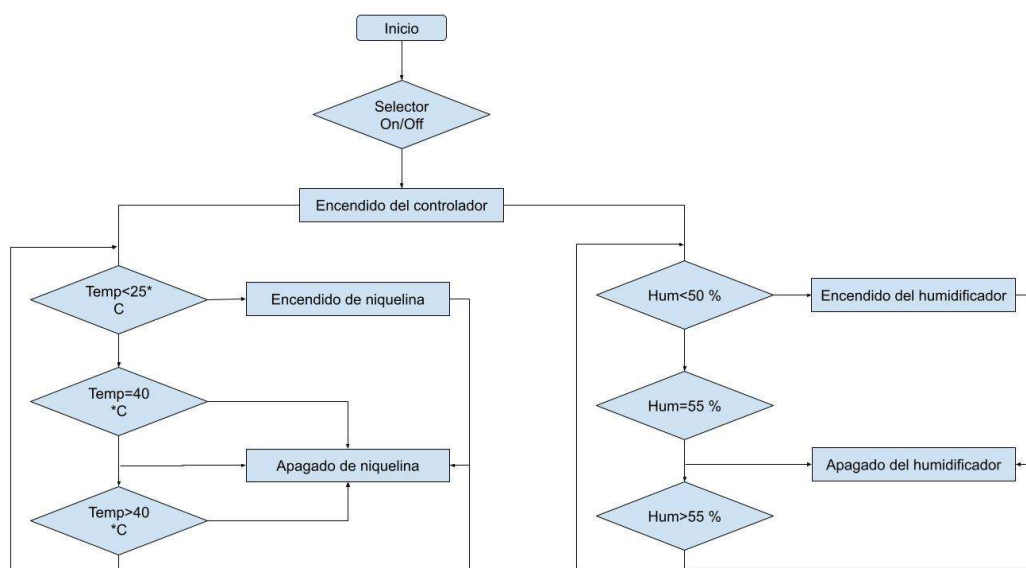 Inicio
Selector
On/Off
Encendido del controlador
Temp<25*
C
Encendido de niquelina
Hum<50 %
Encendido del humidificador
Temp=40
*C
Hum=55 %
Apagado de niquelina
Apagado del humidificador
Temp>40
*C
Hum>55 %